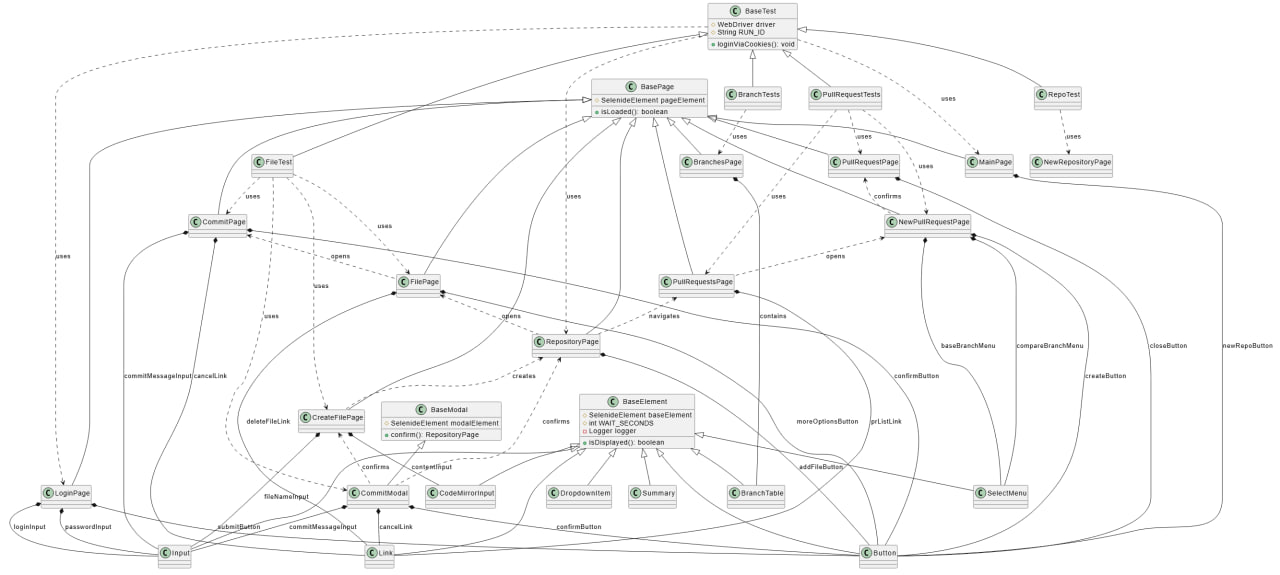 C BaseTest
WebDriver driver
String RUN_ID
loginViaCookies(): void
C BasePage
SelenideElement pageElement
isLoaded(): boolean
C BranchTests
C PullRequestTests
C RepoTest
uses
uses
uses
uses
C FileTest
C BranchesPage
C PullRequestPage
C MainPage
C NewRepositoryPage
uses
uses
uses
uses
uses
confirms
C CommitPage
C NewPullRequestPage
uses
uses
opens
opens
C FilePage
C PullRequestsPage
uses
uses
opens
navigates
contains
C RepositoryPage
baseBranchMenu
compareBranchMenu
closeButton
newRepoButton
commitMessageInput
cancelLink
creates
confirmButton
createButton
C BaseElement
SelenideElement baseElement
int WAIT_SECONDS
Logger logger
isDisplayed(): boolean
C BaseModal
SelenideElement modalElement
confirm(): RepositoryPage
C CreateFilePage
deleteFileLink
confirms
moreOptionsButton
prListLink
confirms
contentInput
addFileButton
C LoginPage
fileNameInput
C CommitModal
C CodeMirrorInput
C DropdownItem
C Summary
C BranchTable
C SelectMenu
loginInput
passwordInput
submitButton
commitMessageInput
cancelLink
confirmButton
C Input
C Link
C Button